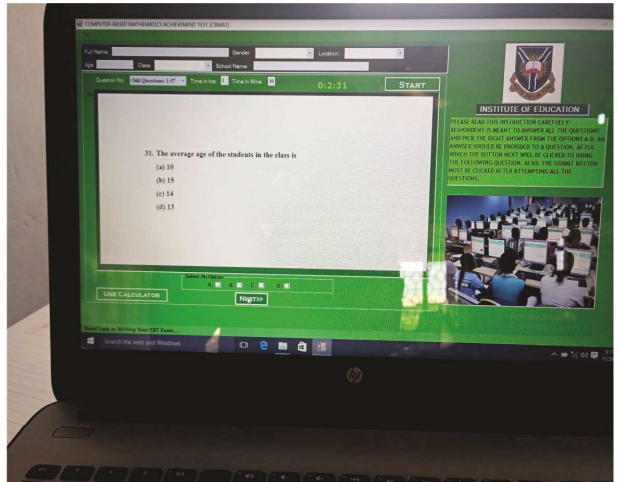 COMPUTER-BASED MATHEMATICS ACHIEVEMENT TEST (CBMAT)
Full Name: Gender: Location:
Age: Class: School Name:
Question No: Odd Questions: 1-57 Time in hrs: 1 Time in Mins: 30 0:2:31 START
31. The average age of the students in the class is
(a) 10
(b) 15
(c) 14
(d) 13
Select An Option
A B C D
USE CALCULATOR
NEXT>>
Good Luck in Writing Your CBT Exam...
INSTITUTE OF EDUCATION
PLEASE READ THIS INSTRUCTION CAREFULLY:
RESPONDENT IS MEANT TO ANSWER ALL THE QUESTIONS
AND PICK THE RIGHT ANSWER FROM THE OPTIONS A-D. AN
ANWSER SHOULD BE PROVIDED TO A QUESTION, AFTER
WHICH THE BUTTON NEXT WILL BE CLICKED TO BRING
THE FOLLOWING QUESTION. ALSO, THE SUBMIT BUTTON
MUST BE CLICKED AFTER ATTEMPTING ALL THE
QUESTIONS.
Search the web and Windows
hp